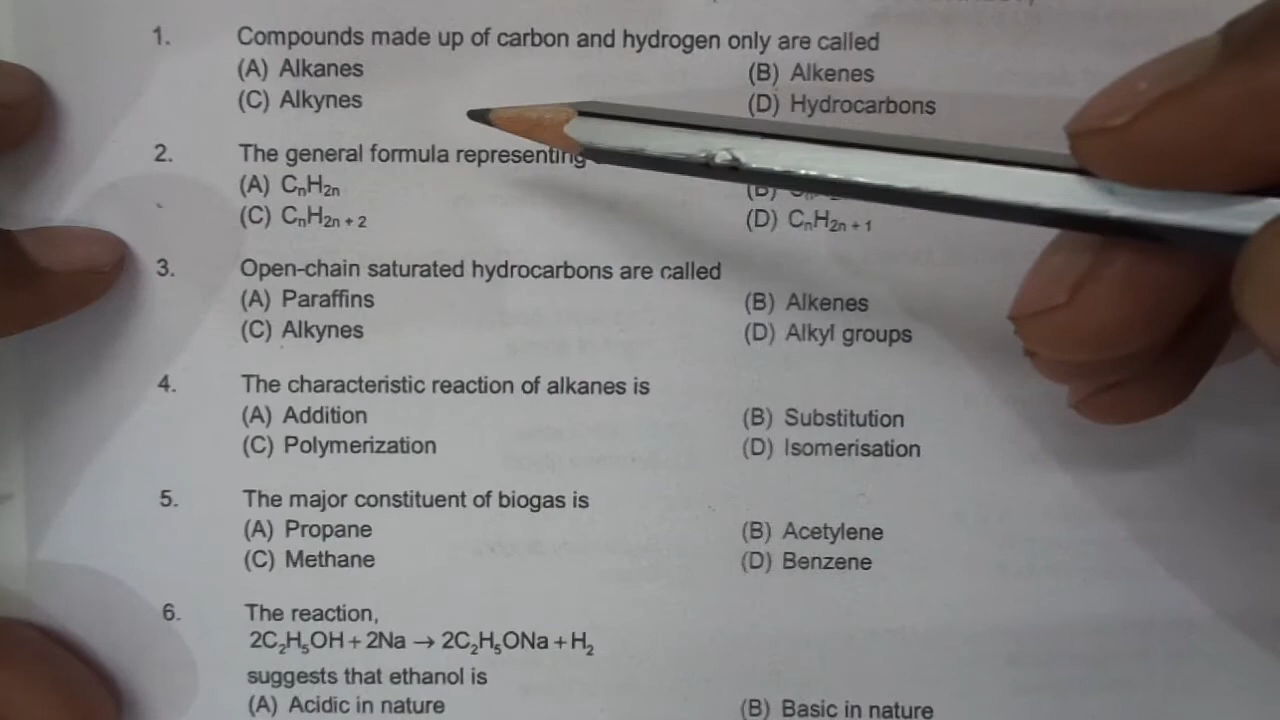 1. Compounds made up of carbon and hydrogen only are called
(A) Alkanes (B) Alkenes
(C) Alkynes (D) Hydrocarbons
2. The general formula representing
(A) CₙH₂ₙ (B)
(C) CₙH₂ₙ ₊ ₂ (D) CₙH₂ₙ ₊ ₁
3. Open-chain saturated hydrocarbons are called
(A) Paraffins (B) Alkenes
(C) Alkynes (D) Alkyl groups
4. The characteristic reaction of alkanes is
(A) Addition (B) Substitution
(C) Polymerization (D) Isomerisation
5. The major constituent of biogas is
(A) Propane (B) Acetylene
(C) Methane (D) Benzene
6. The reaction,
2C₂H₅OH + 2Na → 2C₂H₅ONa + H₂
suggests that ethanol is
(A) Acidic in nature (B) Basic in nature